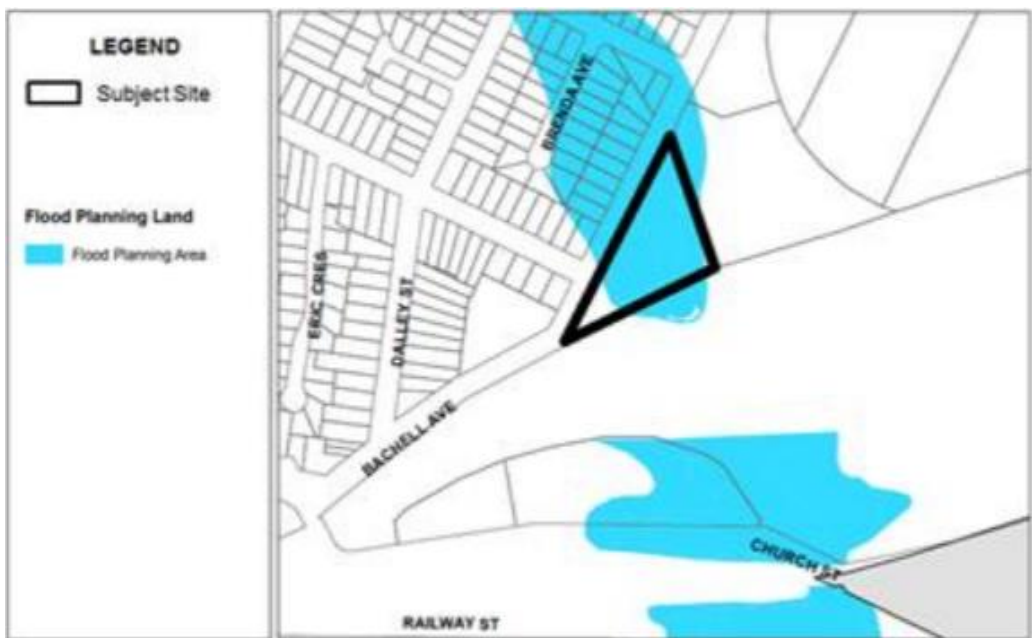 LEGEND
Subject Site
Flood Planning Land
Flood Planning Area
BRENDA AVE
ERIC CRES
DALLEY ST
BACHELL AVE
CHURCH ST
RAILWAY ST